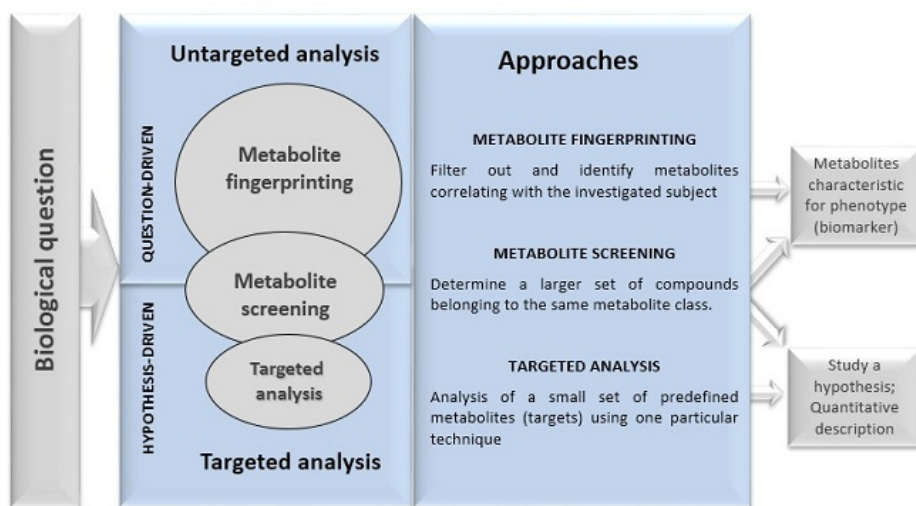 Biological question
Untargeted analysis
QUESTION-DRIVEN
Metabolite
fingerprinting
Metabolite
screening
HYPOTHESIS-DRIVEN
Targeted
analysis
Targeted analysis
Approaches
METABOLITE FINGERPRINTING
Filter out and identify metabolites
correlating with the investigated subject
METABOLITE SCREENING
Determine a larger set of compounds
belonging to the same metabolite class.
TARGETED ANALYSIS
Analysis of a small set of predefined
metabolites (targets) using one particular
technique
Metabolites
characteristic
for phenotype
(biomarker)
Study a
hypothesis;
Quantitative
description